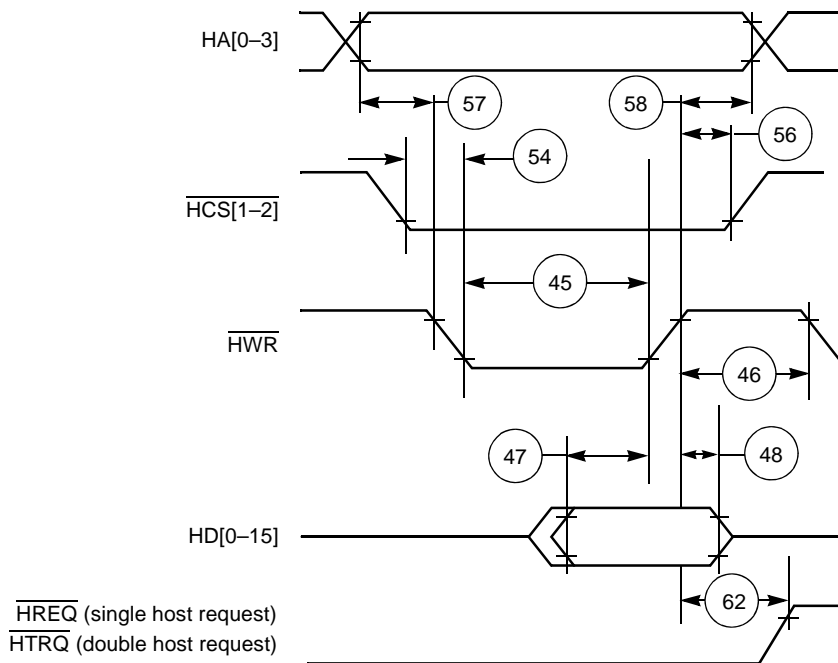 HA[0–3]
57
58
56
54
HCS[1–2]
45
HWR
46
47
48
HD[0–15]
62
HREQ (single host request)
HTRQ (double host request)